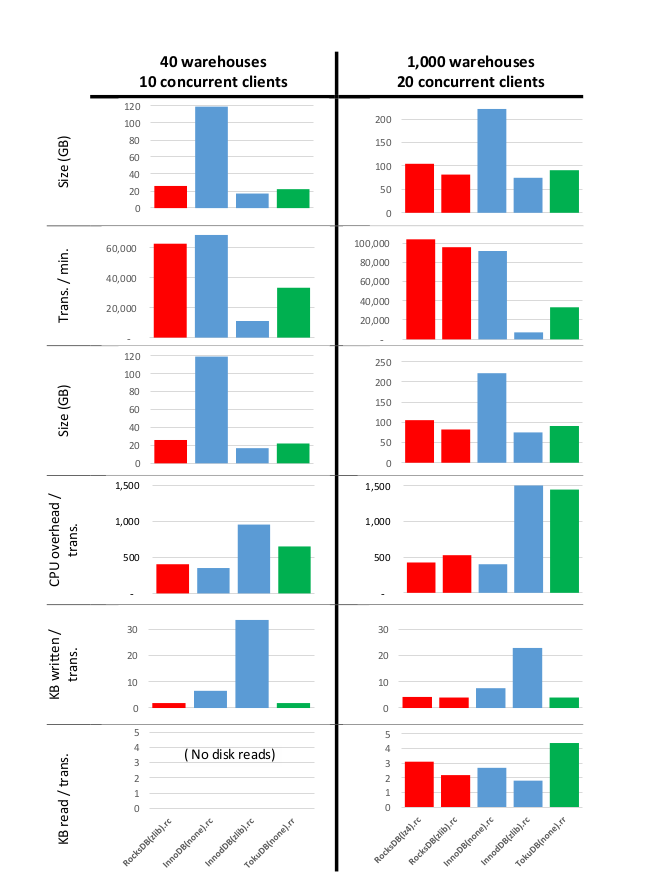 40 warehouses
10 concurrent clients
1,000 warehouses
20 concurrent clients
Size (GB)
120
100
80
60
40
20
0
200
150
100
50
0
Trans. / min.
60,000
40,000
20,000
-
100,000
80,000
60,000
40,000
20,000
-
Size (GB)
120
100
80
60
40
20
0
250
200
150
100
50
0
CPU overhead /
trans.
1,500
1,000
500
-
1,500
1,000
500
-
KB written /
trans.
30
20
10
0
30
20
10
0
KB read / trans.
5
4
3
2
1
0
( No disk reads)
5
4
3
2
1
0
RocksDB(zlib).rc
InnoDB(none).rc
InnodDB(zlib).rc
TokuDB(none).rr
RocksDB(lz4).rc
RocksDB(zlib).rc
InnoDB(none).rc
InnodDB(zlib).rc
TokuDB(none).rr